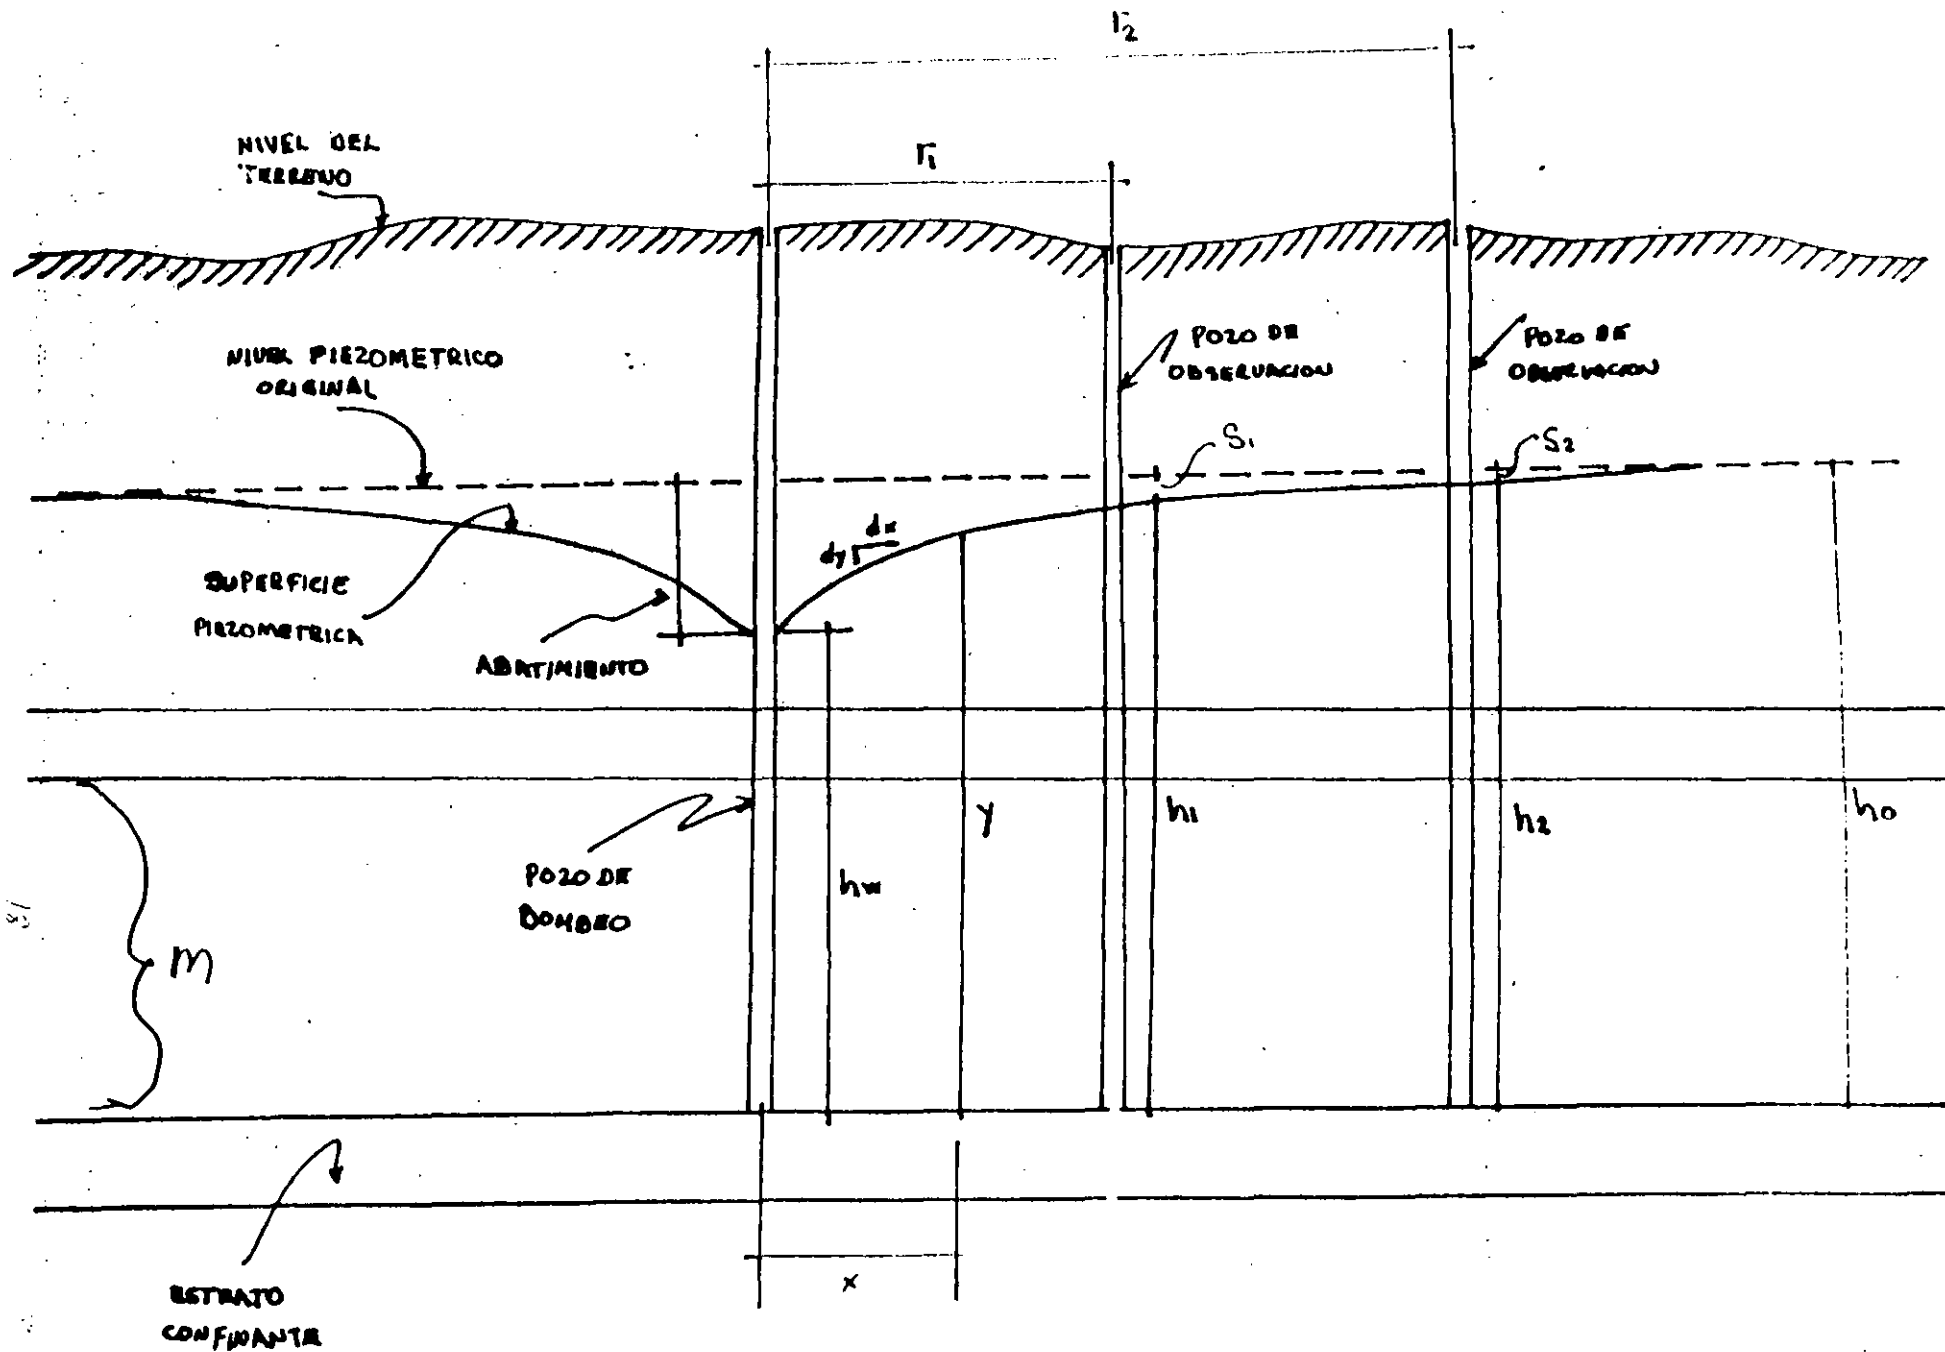 r2
r1
NIVEL DEL
TERRENO
NIVEL PIEZOMETRICO
ORIGINAL
POZO DE
OBSERVACION
POZO DE
OBSERVACION
S1
S2
dx
dy
SUPERFICIE
PIEZOMETRICA
ABATIMIENTO
m
POZO DE
BOMBEO
hw
y
h1
h2
h0
x
ESTRATO
CONFINANTE